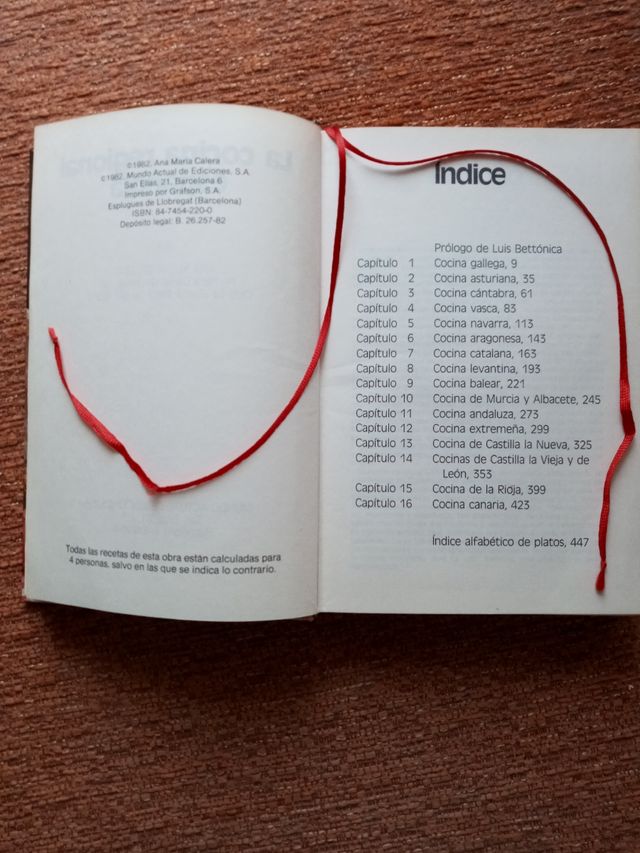 ©1982. Ana María Calera
©1982. Mundo Actual de Ediciones, S.A.
San Elías, 21, Barcelona 6
Impreso por Gráfson, S.A.
Esplugues de Llobregat (Barcelona)
ISBN: 84-7454-220-0
Depósito legal: B. 26.257-82
Todas las recetas de esta obra están calculadas para
4 personas, salvo en las que se indica lo contrario.
Índice
Prólogo de Luis Bettónica
Capítulo 1 Cocina gallega, 9
Capítulo 2 Cocina asturiana, 35
Capítulo 3 Cocina cántabra, 61
Capítulo 4 Cocina vasca, 83
Capítulo 5 Cocina navarra, 113
Capítulo 6 Cocina aragonesa, 143
Capítulo 7 Cocina catalana, 163
Capítulo 8 Cocina levantina, 193
Capítulo 9 Cocina balear, 221
Capítulo 10 Cocina de Murcia y Albacete, 245
Capítulo 11 Cocina andaluza, 273
Capítulo 12 Cocina extremeña, 299
Capítulo 13 Cocina de Castilla la Nueva, 325
Capítulo 14 Cocinas de Castilla la Vieja y de
León, 353
Capítulo 15 Cocina de la Rioja, 399
Capítulo 16 Cocina canaria, 423
Índice alfabético de platos, 447